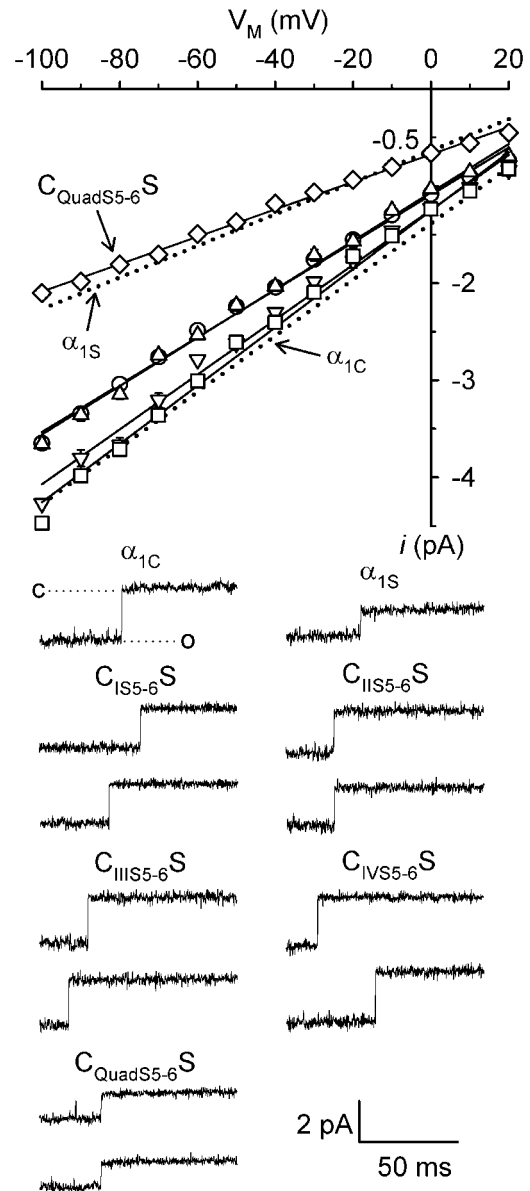 V_M (mV)
-100 -80 -60 -40 -20 0 20
-0.5
C_QuadS5-6S
-2
α_1S
α_1C
-3
-4
i (pA)
α_1C
α_1S
C
O
C_IS5-6S
C_IIS5-6S
C_IIIS5-6S
C_IVS5-6S
C_QuadS5-6S
2 pA
50 ms